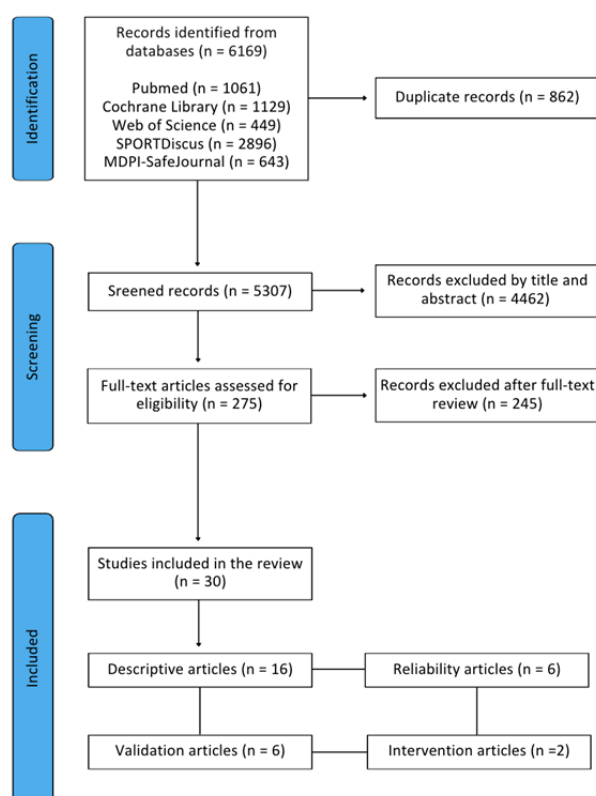 Identification
Records identified from
databases (n = 6169)
Pubmed (n = 1061)
Cochrane Library (n = 1129)
Web of Science (n = 449)
SPORTDiscus (n = 2896)
MDPI-SafeJournal (n = 643)
Duplicate records (n = 862)
Screening
Sreened records (n = 5307)
Records excluded by title and
abstract (n = 4462)
Full-text articles assessed for
eligibility (n = 275)
Records excluded after full-text
review (n = 245)
Included
Studies included in the review
(n = 30)
Descriptive articles (n = 16)
Reliability articles (n = 6)
Validation articles (n = 6)
Intervention articles (n =2)